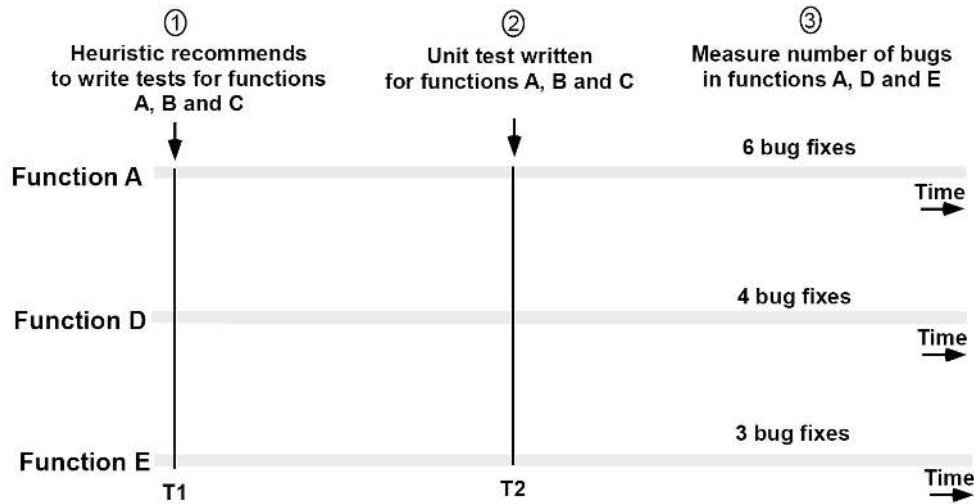 1
Heuristic recommends
to write tests for functions
A, B and C
2
Unit test written
for functions A, B and C
3
Measure number of bugs
in functions A, D and E
6 bug fixes
Function A
Time
4 bug fixes
Function D
Time
3 bug fixes
Function E
Time
T1
T2